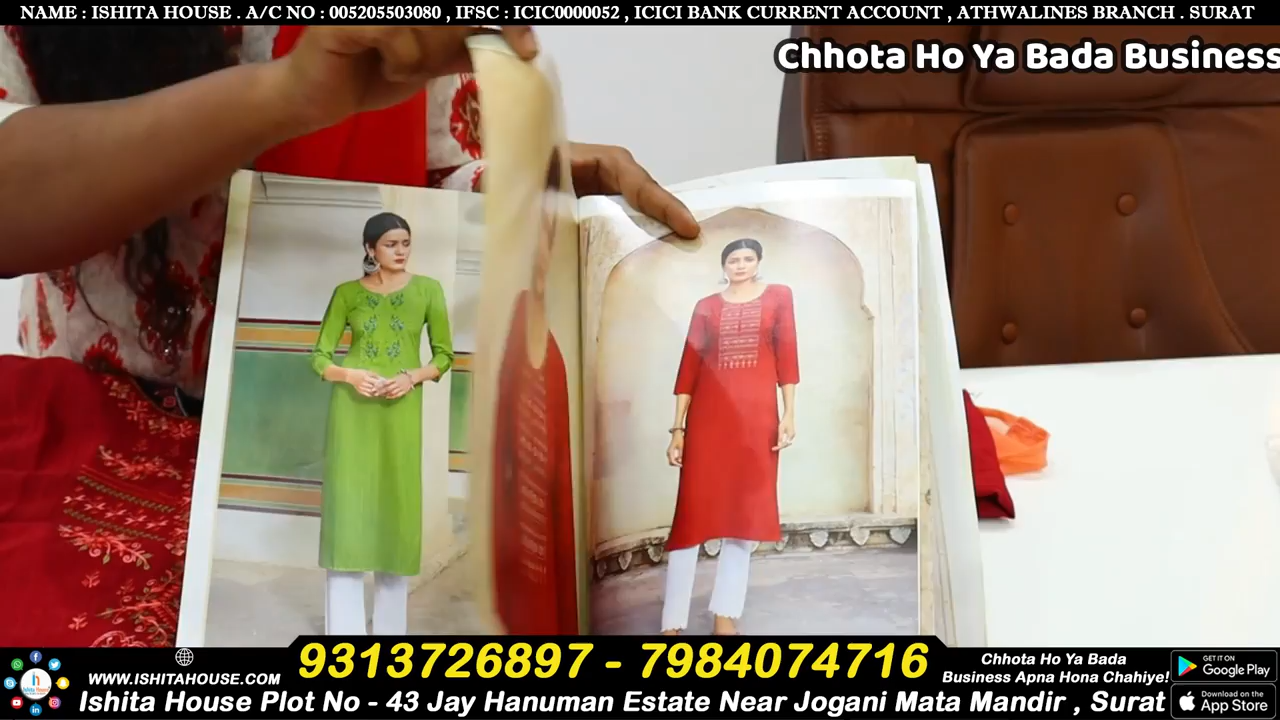 NAME : ISHITA HOUSE . A/C NO : 005205503080 , IFSC : ICIC0000052 , ICICI BANK CURRENT ACCOUNT , ATHWALINES BRANCH . SURAT
Chhota Ho Ya Bada Business
9313726897 - 7984074716
WWW.ISHITAHOUSE.COM
Chhota Ho Ya Bada
Business Apna Hona Chahiye!
GET IT ON
Google Play
Ishita House Plot No - 43 Jay Hanuman Estate Near Jogani Mata Mandir , Surat
Download on the
App Store